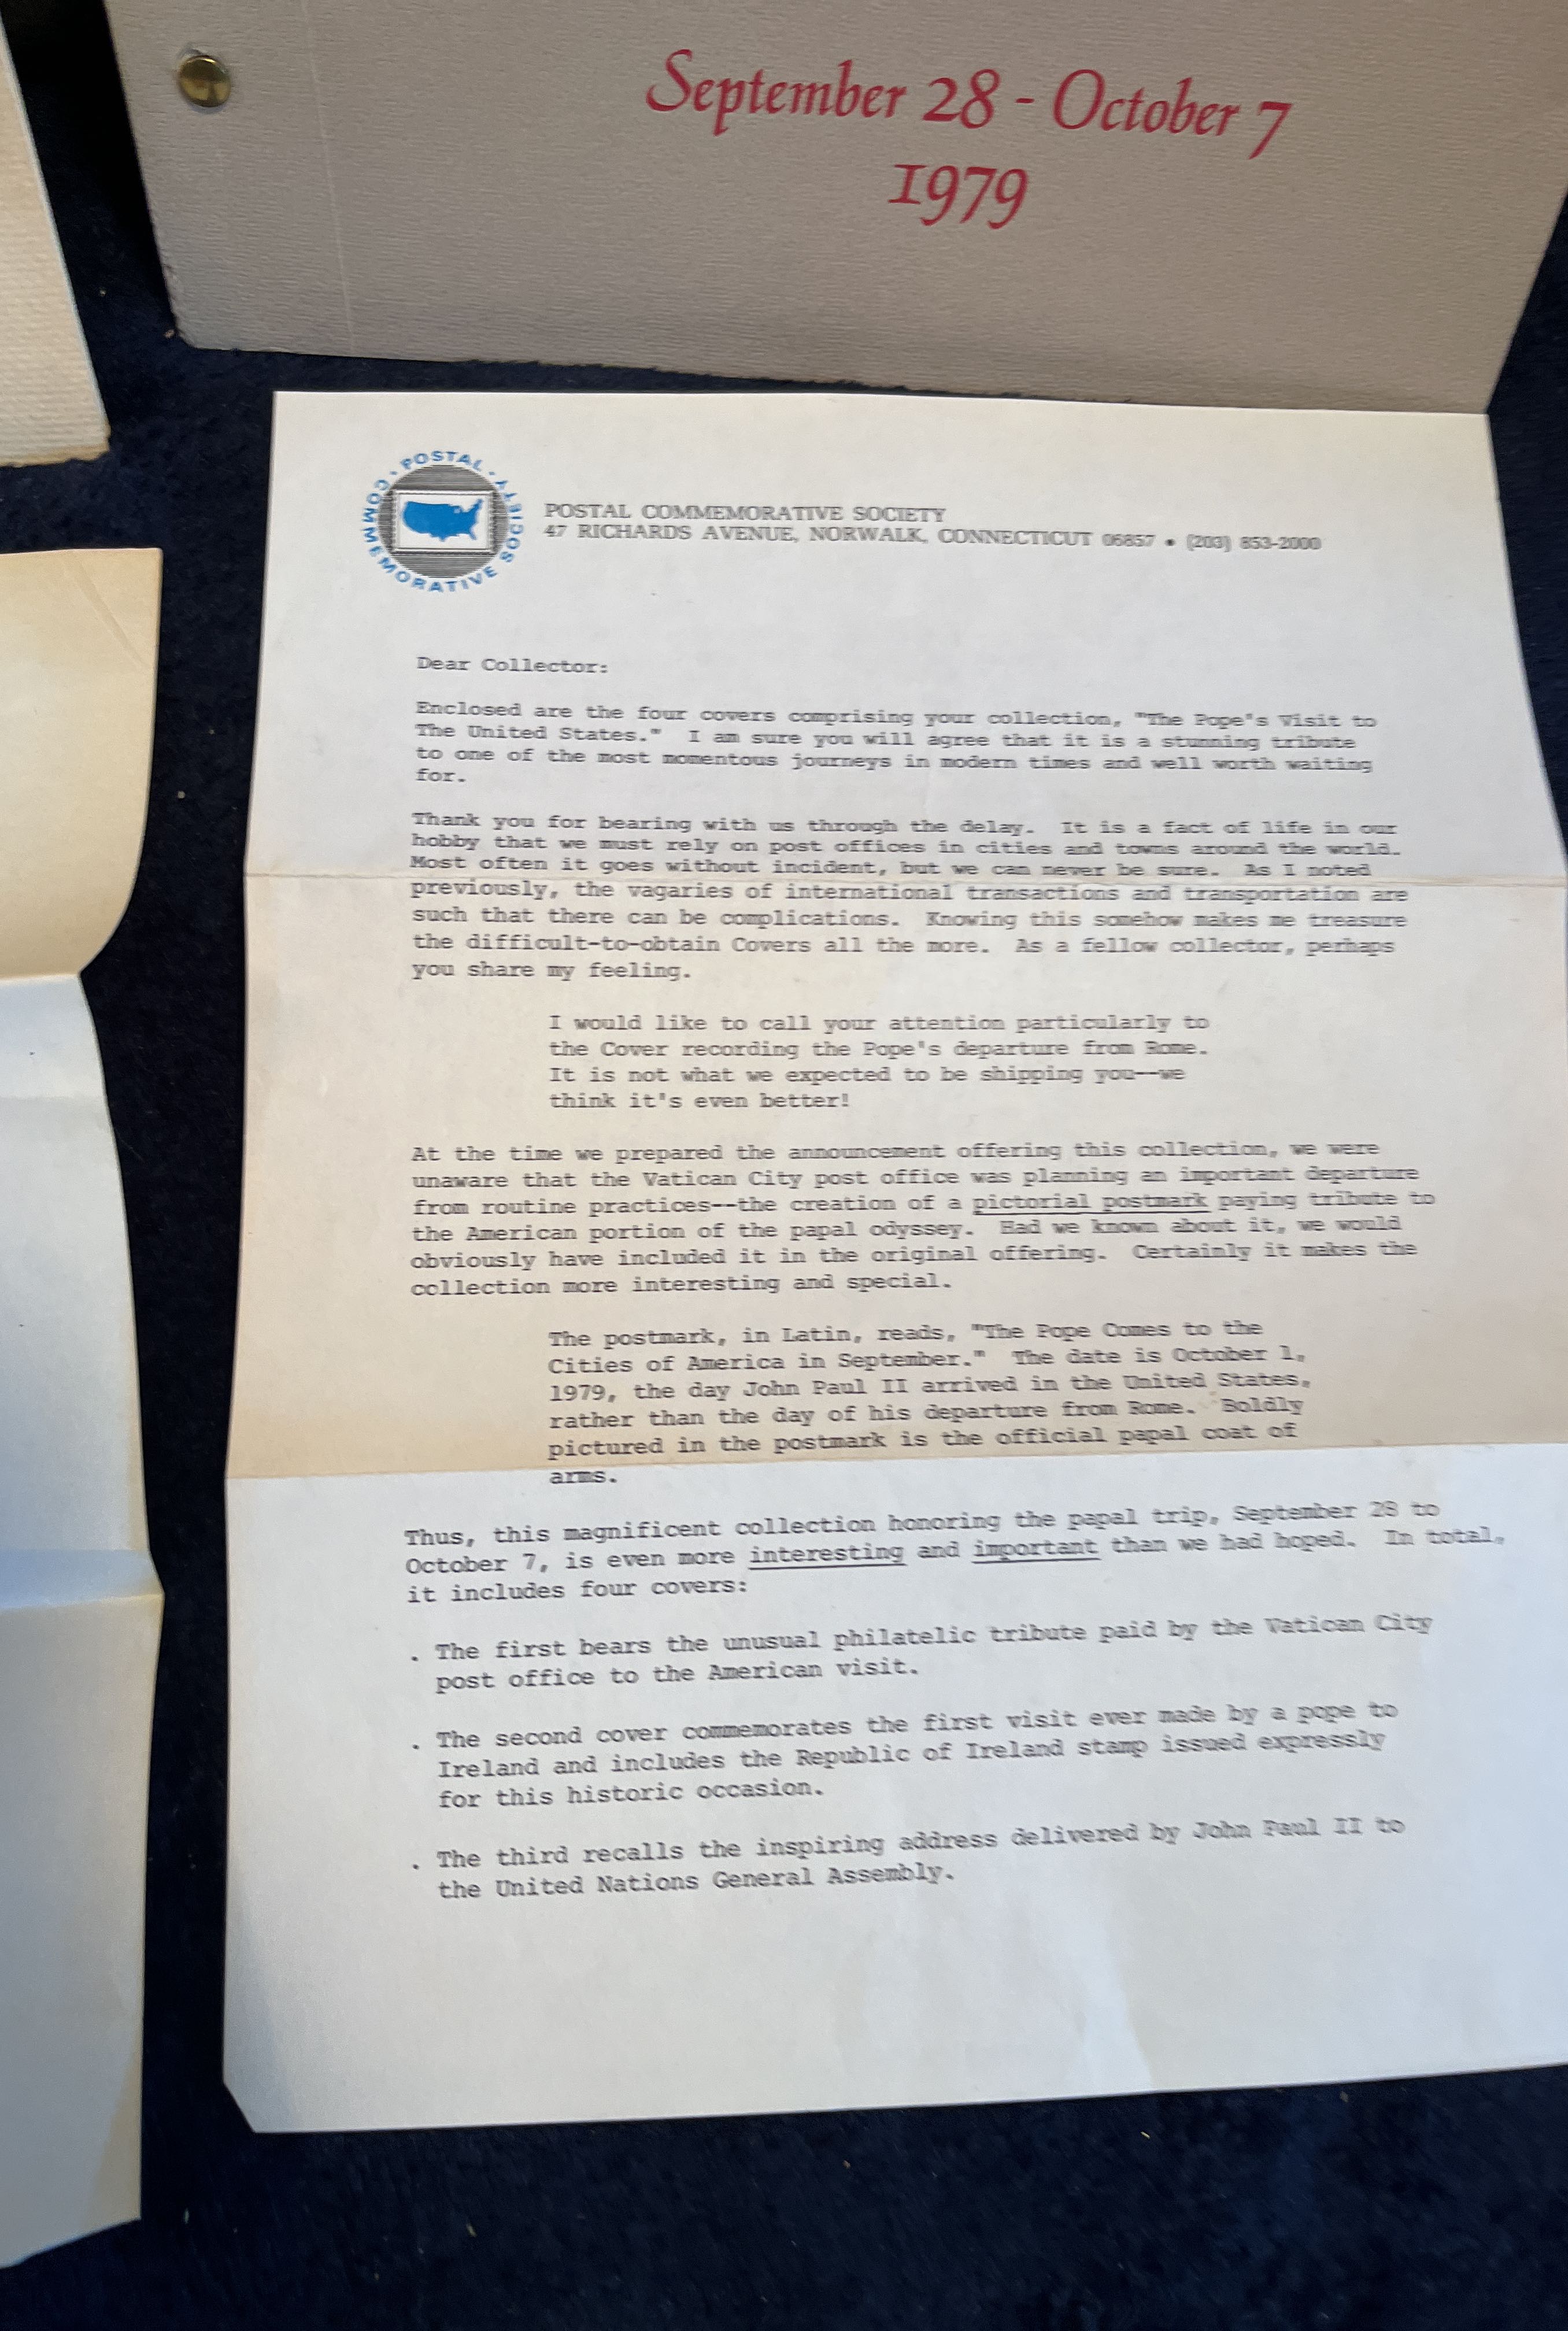 September 28 - October 7
1979
POSTAL COMMEMORATIVE SOCIETY
POSTAL COMMEMORATIVE SOCIETY
47 RICHARDS AVENUE, NORWALK, CONNECTICUT 06857 • (203) 853-2000
Dear Collector:
Enclosed are the four covers comprising your collection, "The Pope's Visit to
The United States." I am sure you will agree that it is a stunning tribute
to one of the most momentous journeys in modern times and well worth waiting
for.
Thank you for bearing with us through the delay. It is a fact of life in our
hobby that we must rely on post offices in cities and towns around the world.
Most often it goes without incident, but we can never be sure. As I noted
previously, the vagaries of international transactions and transportation are
such that there can be complications. Knowing this somehow makes me treasure
the difficult-to-obtain Covers all the more. As a fellow collector, perhaps
you share my feeling.
I would like to call your attention particularly to
the Cover recording the Pope's departure from Rome.
It is not what we expected to be shipping you--we
think it's even better!
At the time we prepared the announcement offering this collection, we were
unaware that the Vatican City post office was planning an important departure
from routine practices--the creation of a pictorial postmark paying tribute to
the American portion of the papal odyssey. Had we known about it, we would
obviously have included it in the original offering. Certainly it makes the
collection more interesting and special.
The postmark, in Latin, reads, "The Pope Comes to the
Cities of America in September." The date is October 1,
1979, the day John Paul II arrived in the United States,
rather than the day of his departure from Rome. Boldly
pictured in the postmark is the official papal coat of
arms.
Thus, this magnificent collection honoring the papal trip, September 28 to
October 7, is even more interesting and important than we had hoped. In total,
it includes four covers:
. The first bears the unusual philatelic tribute paid by the Vatican City
post office to the American visit.
. The second cover commemorates the first visit ever made by a pope to
Ireland and includes the Republic of Ireland stamp issued expressly
for this historic occasion.
. The third recalls the inspiring address delivered by John Paul II to
the United Nations General Assembly.